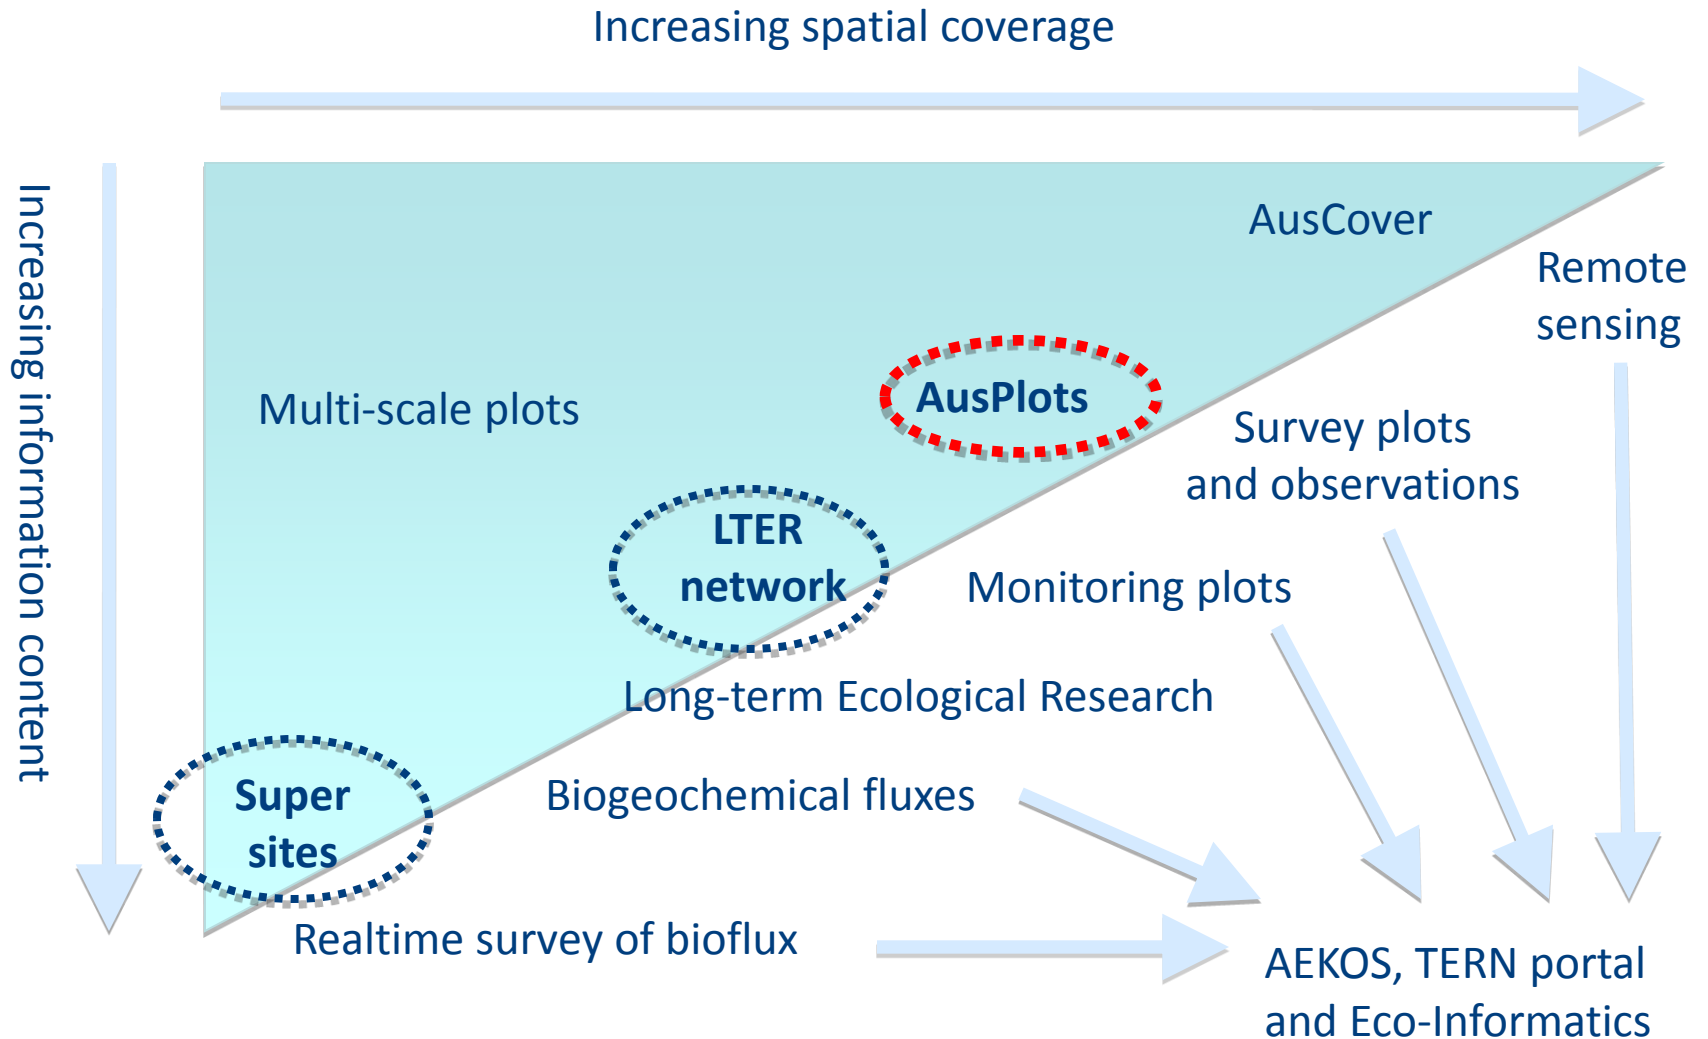 Increasing spatial coverage
Increasing information content
AusCover
Remote
sensing
Multi-scale plots
AusPlots
Survey plots
and observations
LTER
network
Monitoring plots
Long-term Ecological Research
Super
sites
Biogeochemical fluxes
Realtime survey of bioflux
AEKOS, TERN portal
and Eco-Informatics